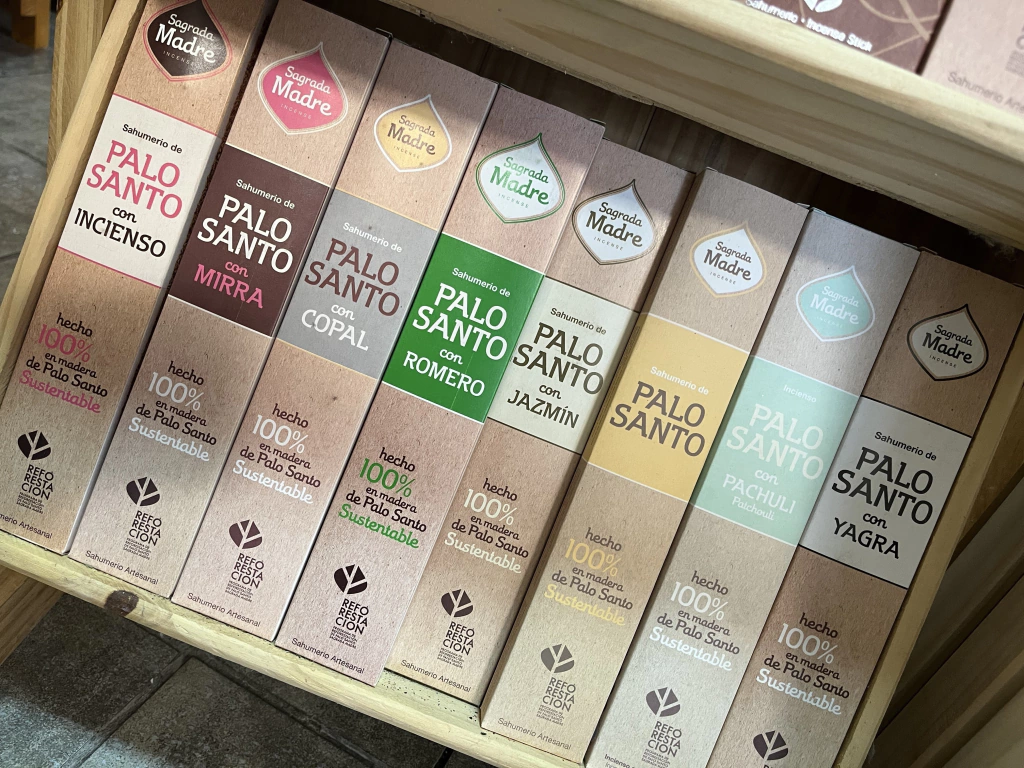 Sahumerio · Incense Stick
Sagrada
Madre
INCENSE
Sahumerio de
PALO
SANTO
con
INCIENSO
hecho
100%
en madera
de Palo Santo
Sustentable
REFO
RESTA
CION
Sagrada
Madre
INCENSE
Sahumerio de
PALO
SANTO
con
MIRRA
hecho
100%
en madera
de Palo Santo
Sustentable
REFO
RESTA
CION
Sahumerio Artesanal
Sagrada
Madre
INCENSE
Sahumerio de
PALO
SANTO
con
COPAL
hecho
100%
en madera
de Palo Santo
Sustentable
REFO
RESTA
CION
Sahumerio Artesanal
Sagrada
Madre
INCENSE
Sahumerio de
PALO
SANTO
con
ROMERO
hecho
100%
en madera
de Palo Santo
Sustentable
REFO
RESTA
CION
Sahumerio Artesanal
Sagrada
Madre
INCENSE
Sahumerio de
PALO
SANTO
con
JAZMÍN
hecho
100%
en madera
de Palo Santo
Sustentable
REFO
RESTA
CION
Sahumerio Artesanal
Sagrada
Madre
INCENSE
Sahumerio de
PALO
SANTO
hecho
100%
en madera
de Palo Santo
Sustentable
REFO
RESTA
CION
Sahumerio Artesanal
Sagrada
Madre
INCENSE
Incienso
PALO
SANTO
con
PACHULI
Patchouli
hecho
100%
en madera
de Palo Santo
Sustentable
REFO
RESTA
CION
Sagrada
Madre
INCENSE
Sahumerio de
PALO
SANTO
con
YAGRA
hecho
100%
en madera
de Palo Santo
Sustentable